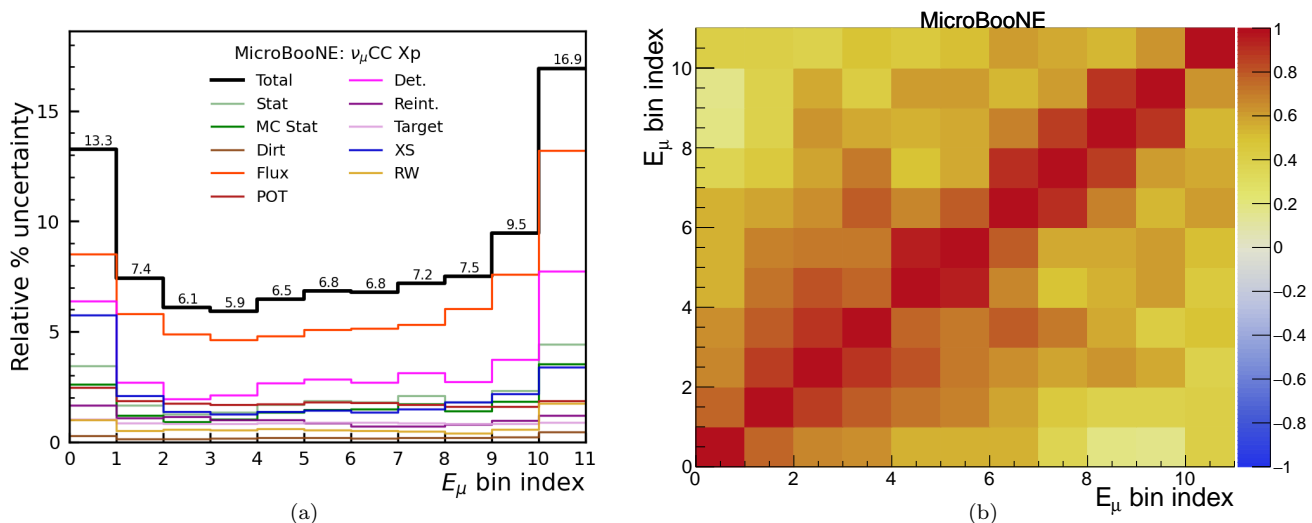 MicroBooNE: νμCC Xp
Total
Stat
MC Stat
Dirt
Flux
POT
Det.
Reint.
Target
XS
RW
13.3
7.4
6.1
5.9
6.5
6.8
6.8
7.2
7.5
9.5
16.9
Relative % uncertainty
15
10
5
0
0 1 2 3 4 5 6 7 8 9 10 11
Eμ bin index
(a)
MicroBooNE
Eμ bin index
10
8
6
4
2
0
0 2 4 6 8 10
Eμ bin index
1
0.8
0.6
0.4
0.2
0
−0.2
−0.4
−0.6
−0.8
−1
(b)